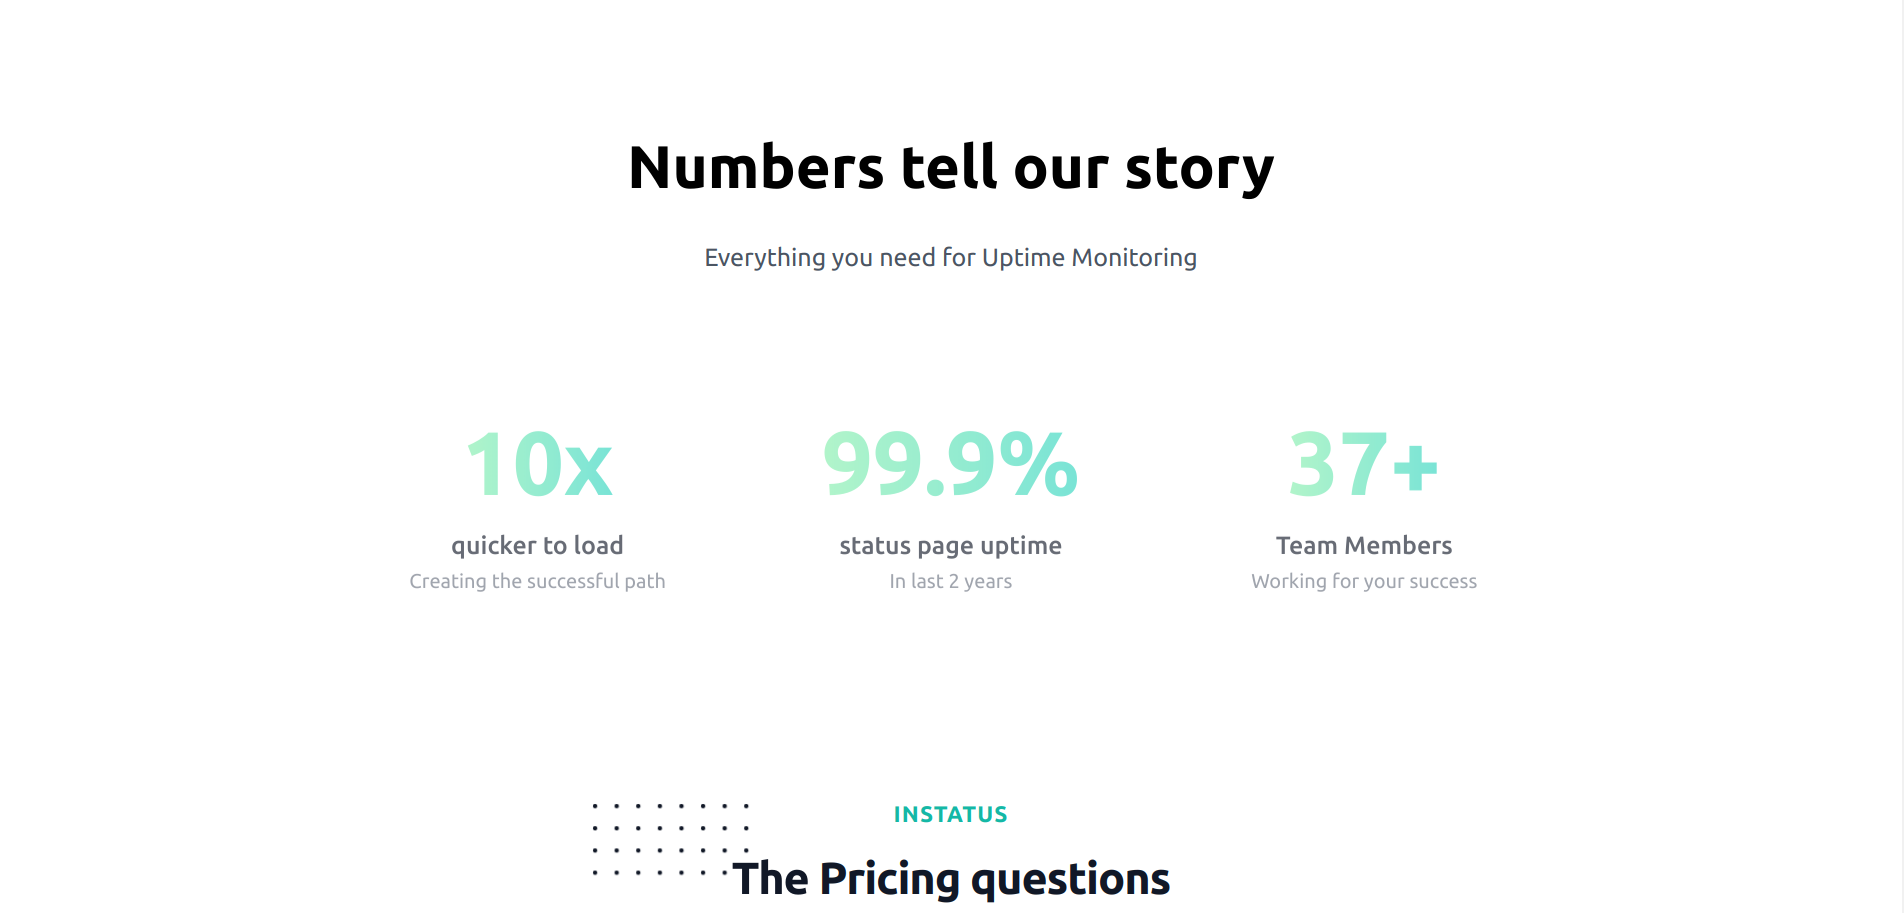 Numbers tell our story
Everything you need for Uptime Monitoring
10x
quicker to load
Creating the successful path
99.9%
status page uptime
In last 2 years
37+
Team Members
Working for your success
INSTATUS
The Pricing questions